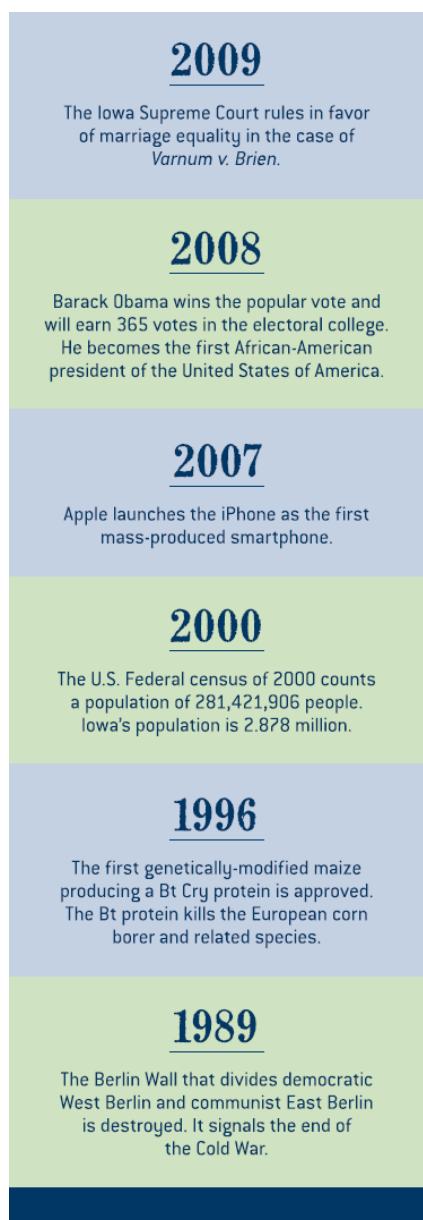 2009
The Iowa Supreme Court rules in favor
of marriage equality in the case of
Varnum v. Brien.
2008
Barack Obama wins the popular vote and
will earn 365 votes in the electoral college.
He becomes the first African-American
president of the United States of America.
2007
Apple launches the iPhone as the first
mass-produced smartphone.
2000
The U.S. Federal census of 2000 counts
a population of 281,421,906 people.
Iowa's population is 2.878 million.
1996
The first genetically-modified maize
producing a Bt Cry protein is approved.
The Bt protein kills the European corn
borer and related species.
1989
The Berlin Wall that divides democratic
West Berlin and communist East Berlin
is destroyed. It signals the end of
the Cold War.